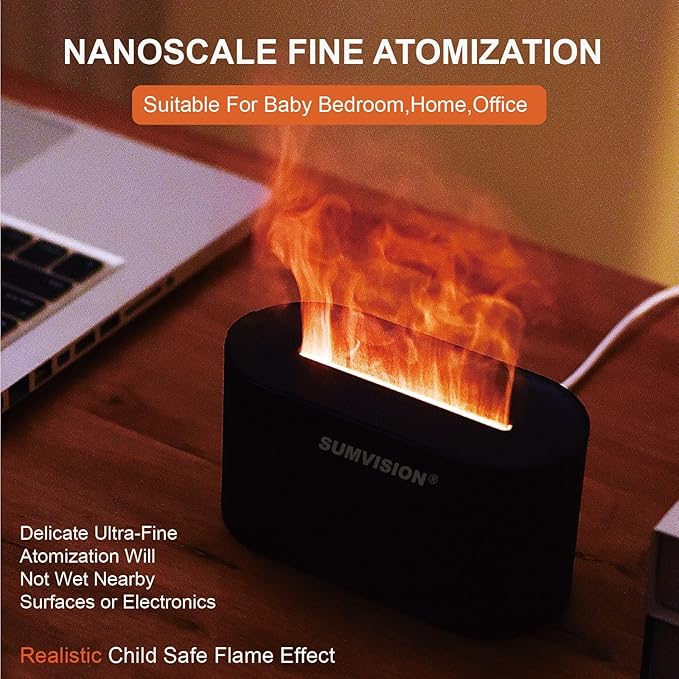 NANOSCALE FINE ATOMIZATION
Suitable For Baby Bedroom,Home,Office
SUMVISION®
Delicate Ultra-Fine
Atomization Will
Not Wet Nearby
Surfaces or Electronics
Realistic Child Safe Flame Effect